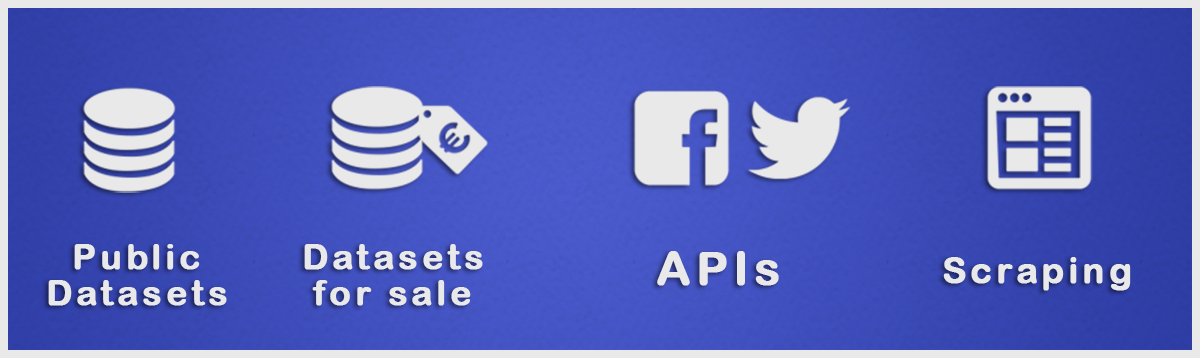 Public
Datasets
Datasets
for sale
APIs
Scraping